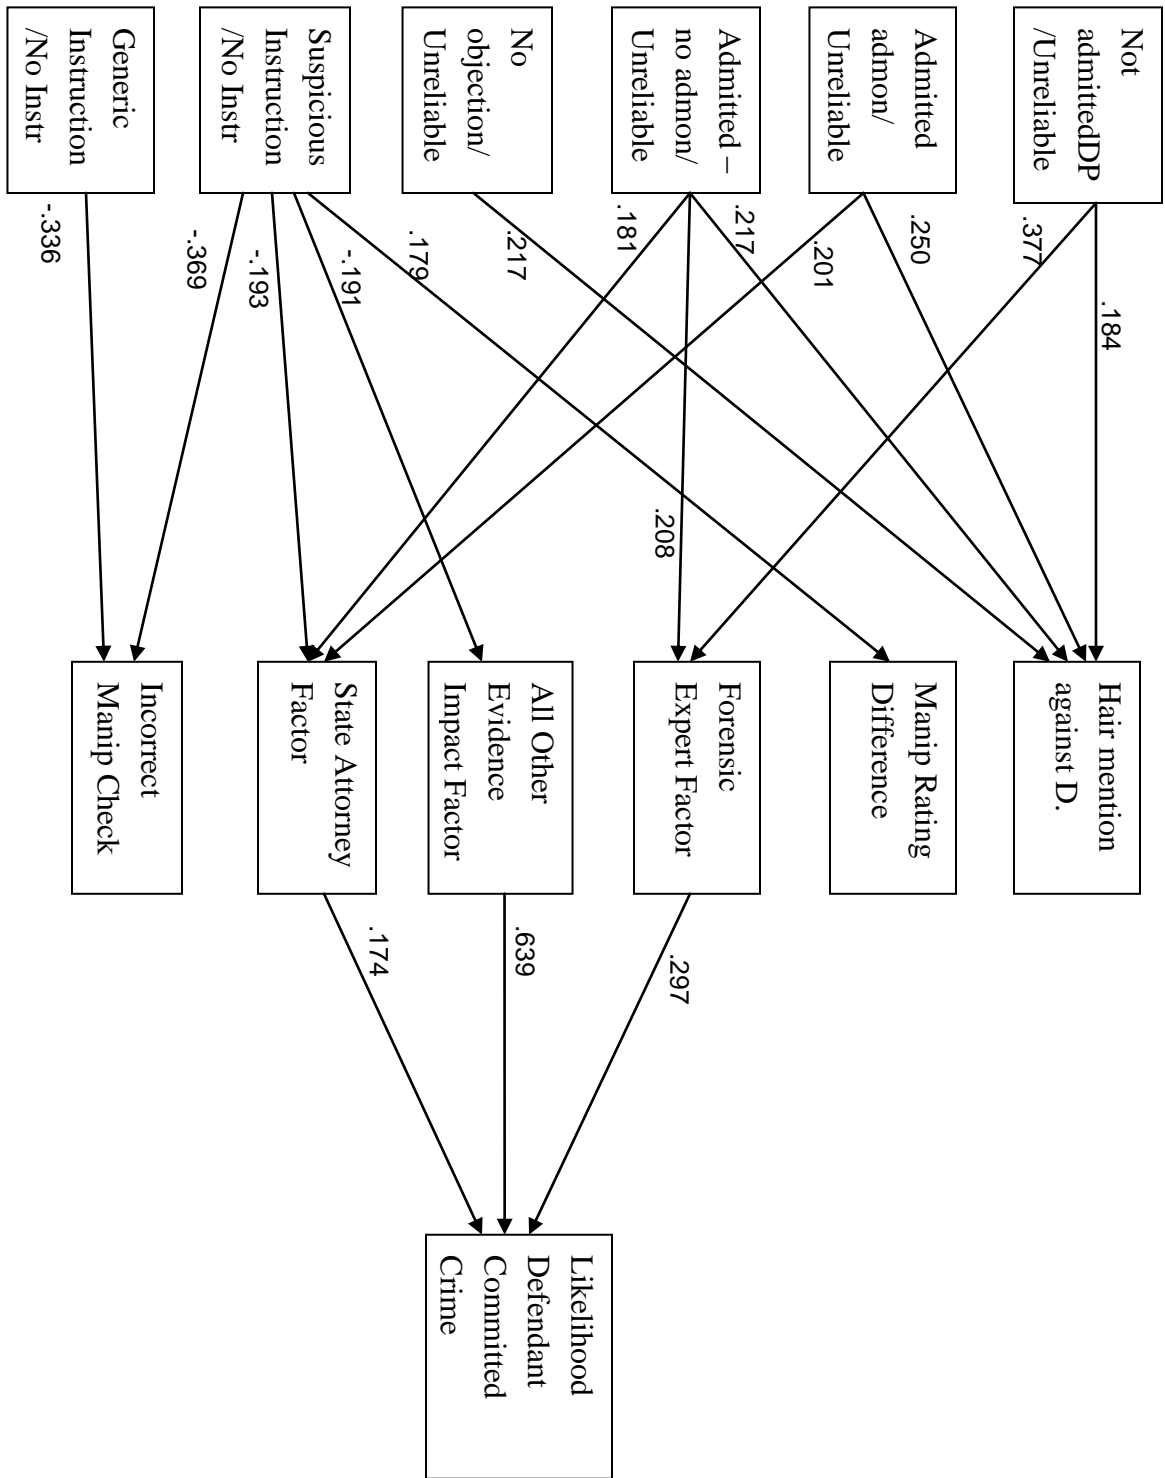 Not
admittedDP
/Unreliable
Admitted
admon/
Unreliable
Admitted –
no admon/
Unreliable
No
objection/
Unreliable
Suspicious
Instruction
/No Instr
Generic
Instruction
/No Instr
.184
.377
.250
.201
.217
.208
.181
.217
.179
-.191
-.193
-.369
-.336
Hair mention
against D.
Manip Rating
Difference
Forensic
Expert Factor
All Other
Evidence
Impact Factor
State Attorney
Factor
Incorrect
Manip Check
.297
.639
.174
Likelihood
Defendant
Committed
Crime